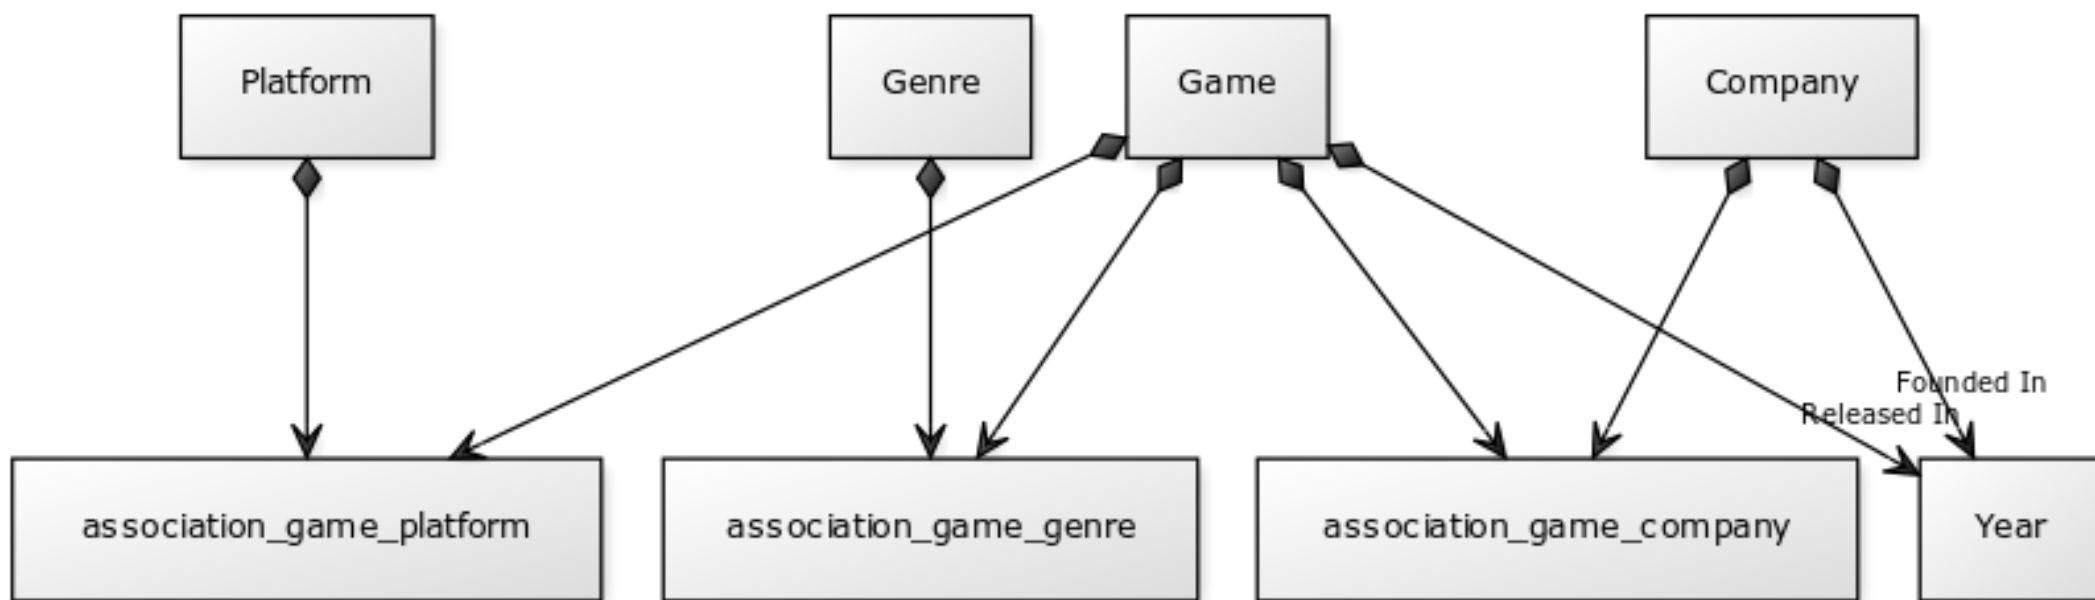 Platform
Genre
Game
Company
Founded In
Released In
association_game_platform
association_game_genre
association_game_company
Year